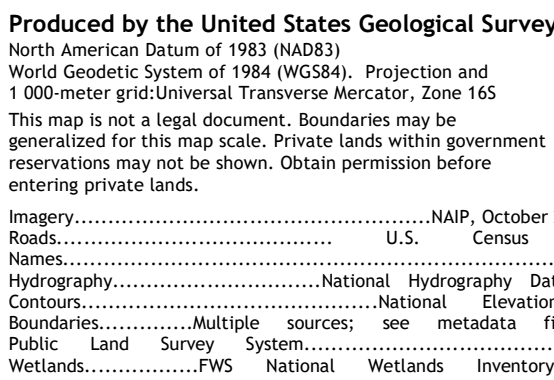 Produced by the United States Geological Survey
North American Datum of 1983 (NAD83)
World Geodetic System of 1984 (WGS84). Projection and
1 000-meter grid:Universal Transverse Mercator, Zone 16S
This map is not a legal document. Boundaries may be
generalized for this map scale. Private lands within government
reservations may not be shown. Obtain permission before
entering private lands.
Imagery....................................................NAIP, October
Roads......................................... U.S. Census
Names........................................................................
Hydrography...............................National Hydrography Dat
Contours............................................National Elevation
Boundaries..............Multiple sources; see metadata fi
Public Land Survey System.....................................
Wetlands.................FWS National Wetlands Inventory